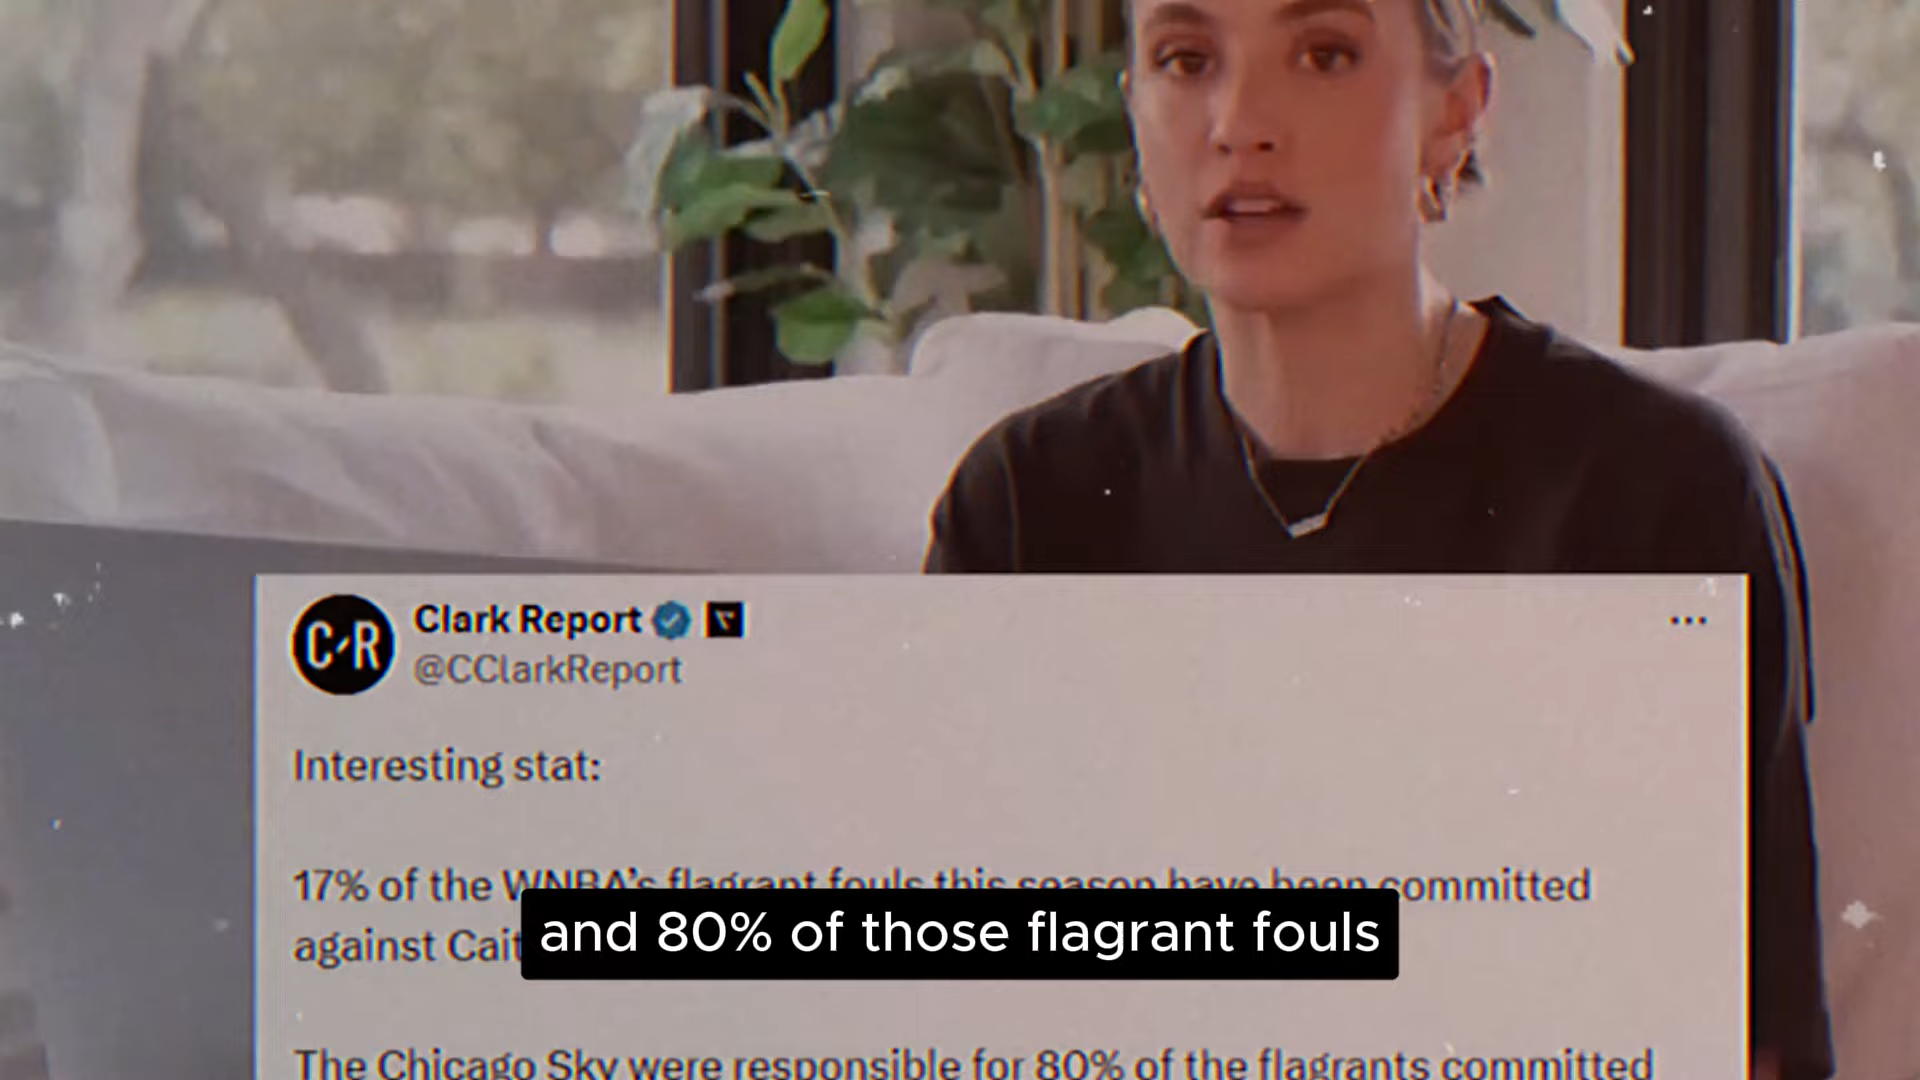 C-R
Clark Report
@CClarkReport
Interesting stat:
17% of the WNBA's flagrant fouls this season have been committed
against
and 80% of those flagrant fouls
The Chicago Sky were responsible for 80% of the flagrants committed